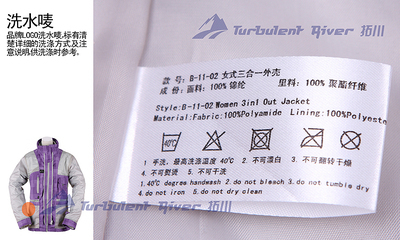 洗水唛
品牌LOGO洗水唛,标有清
楚详细的洗涤方式及注
意说明,供洗涤时参考。
Turbulent River 拓川
款 号: B-11-02 女式三合一外壳
成 份: 面料: 100% 锦纶 里料: 100% 聚酯纤维
Style:B-11-02 Women 3in1 Out Jacket
Material:Fabric:100%Polyamide Lining:100%Polyester
40℃
1 .手洗, 最高洗涤温度 40℃ 2 .不可漂白 3 .不可翻转干燥
4 .不可熨烫 5 .不可干洗
1.40℃ degree handwash 2.do not bleach 3.do not tumble dry
4.do not iron 5.do not dry clean
Turbulent River 拓川